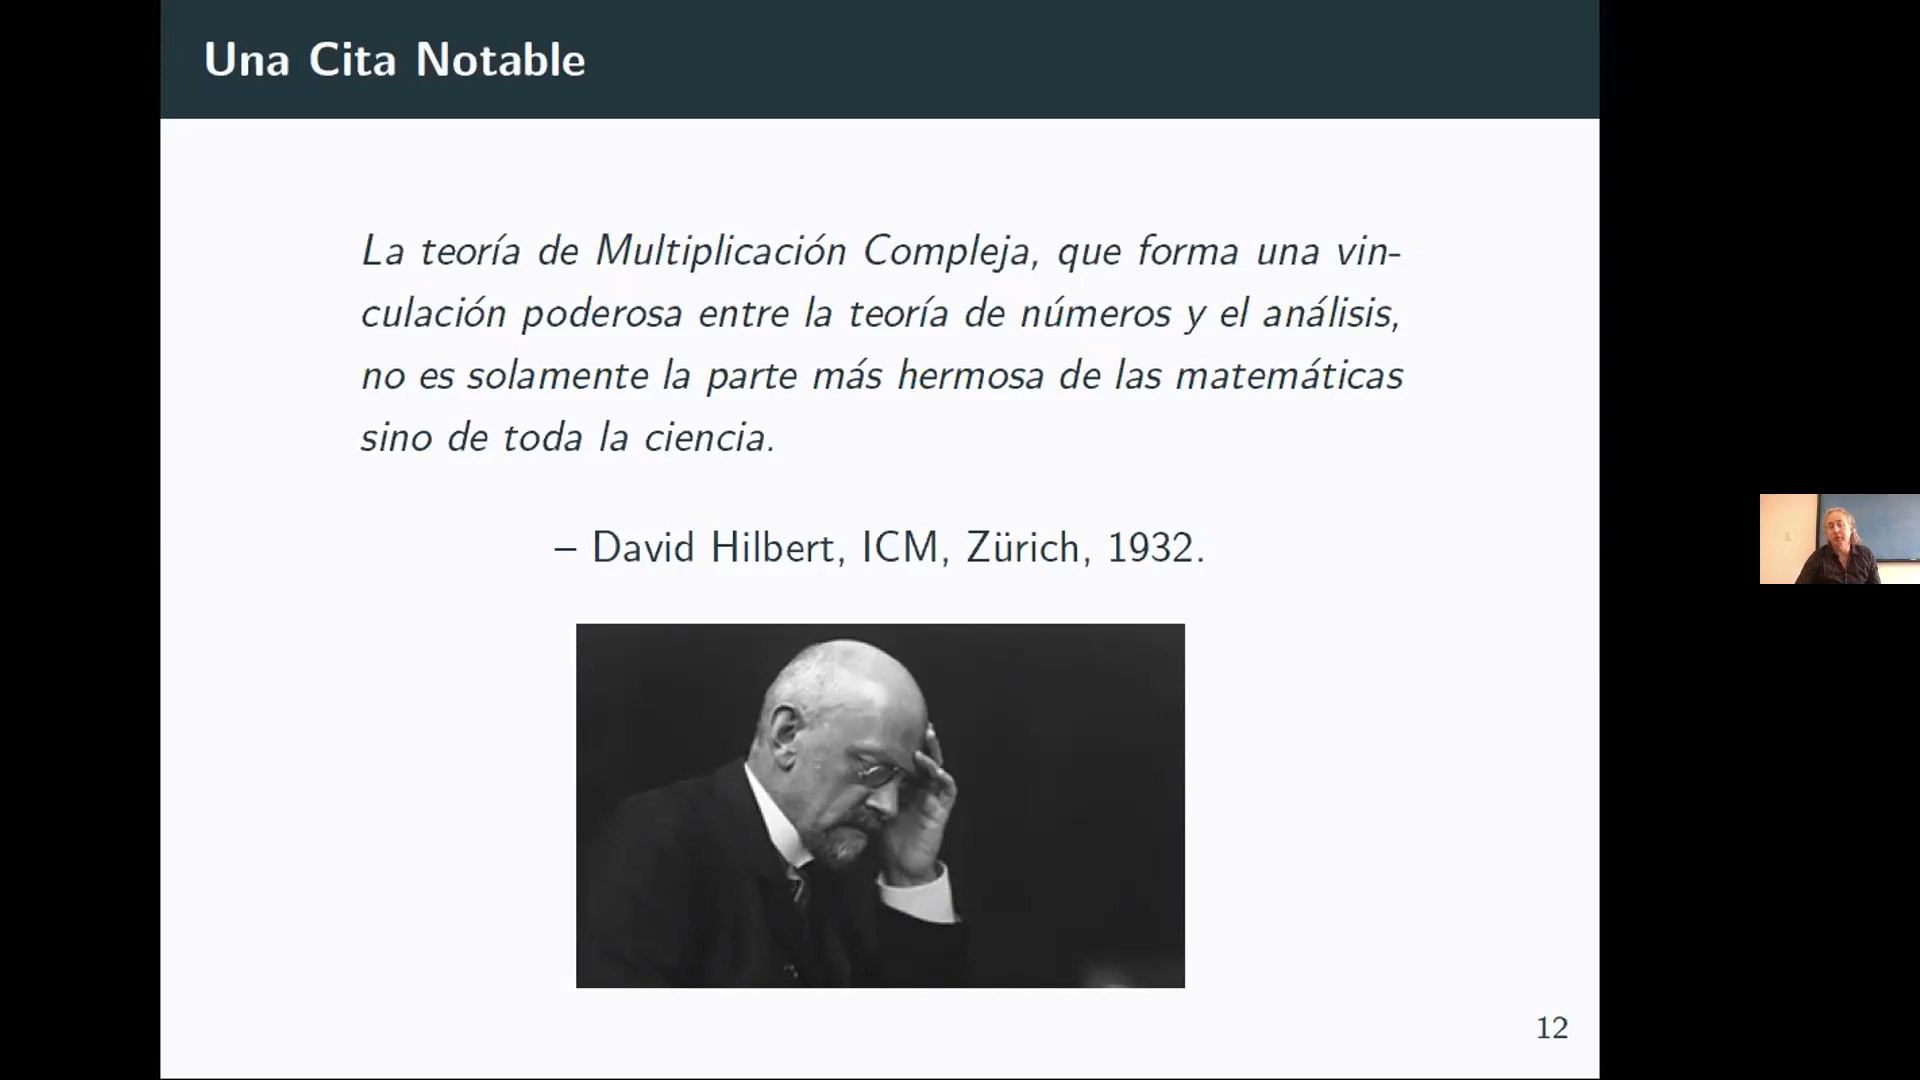 Una Cita Notable
La teoría de Multiplicación Compleja, que forma una vin-
culación poderosa entre la teoría de números y el análisis,
no es solamente la parte más hermosa de las matemáticas
sino de toda la ciencia.
– David Hilbert, ICM, Zürich, 1932.
12